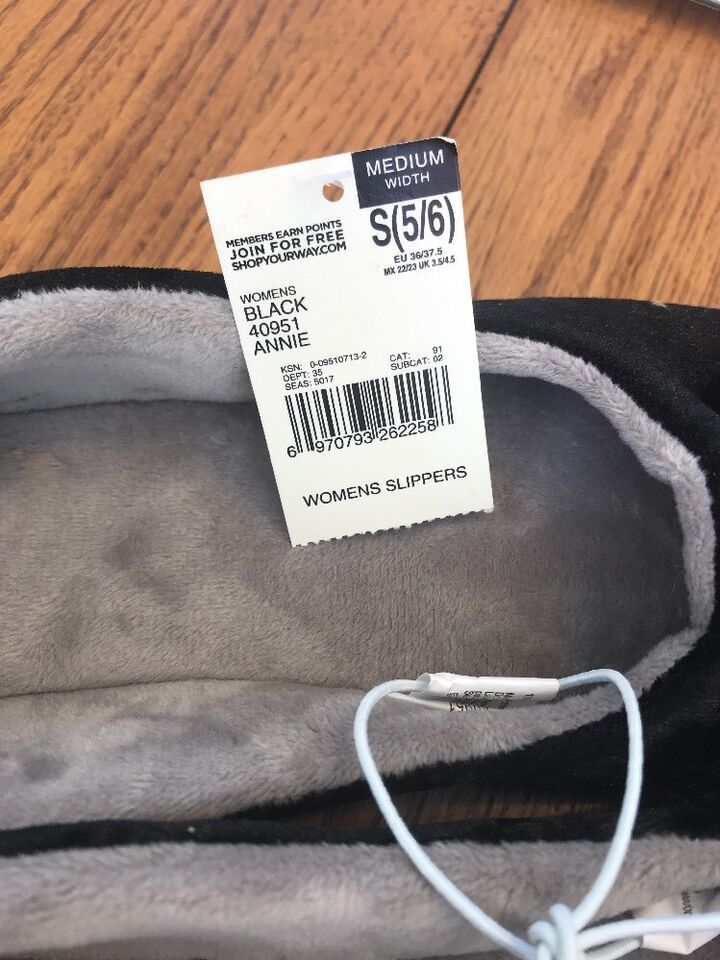 MEDIUM
WIDTH
S(5/6)
EU 36/37.5
MX 22/23 UK 3.5/4.5
MEMBERS EARN POINTS
JOIN FOR FREE
SHOPYOURWAY.COM
WOMENS
BLACK
40951
ANNIE
KSN: 0-09510713-2
DEPT: 35
SEAS: 5017
CAT: 91
SUBCAT: 02
6 970793 262258
WOMENS SLIPPERS